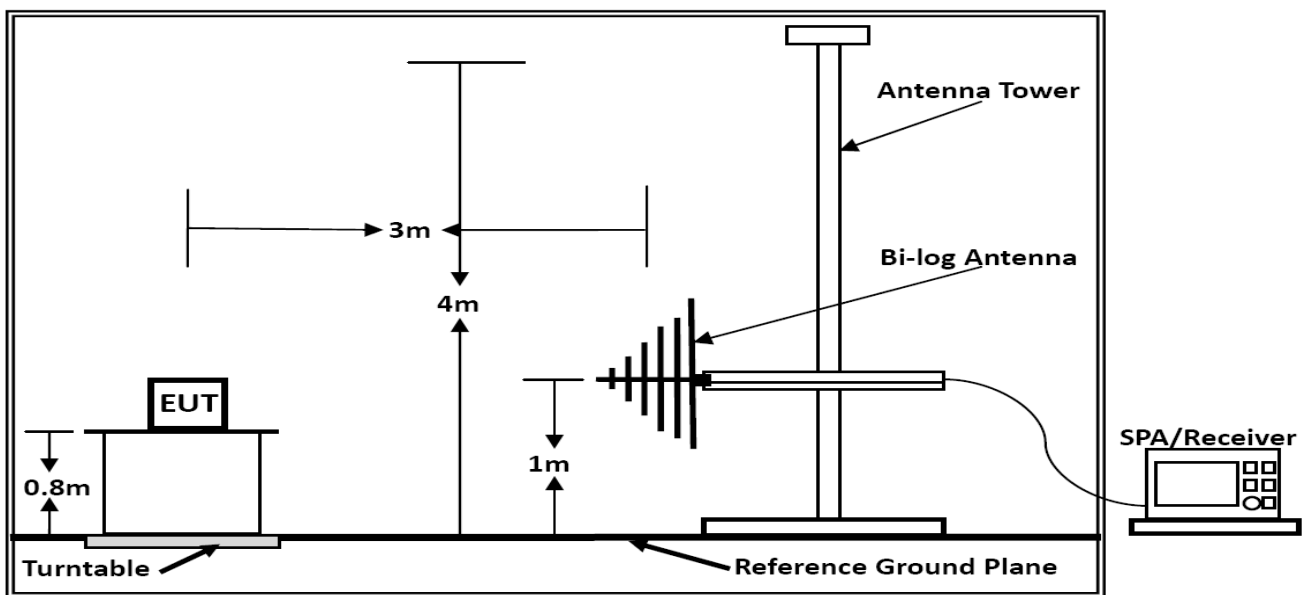 Antenna Tower
3m
Bi-log Antenna
4m
EUT
SPA/Receiver
1m
0.8m
Turntable
Reference Ground Plane